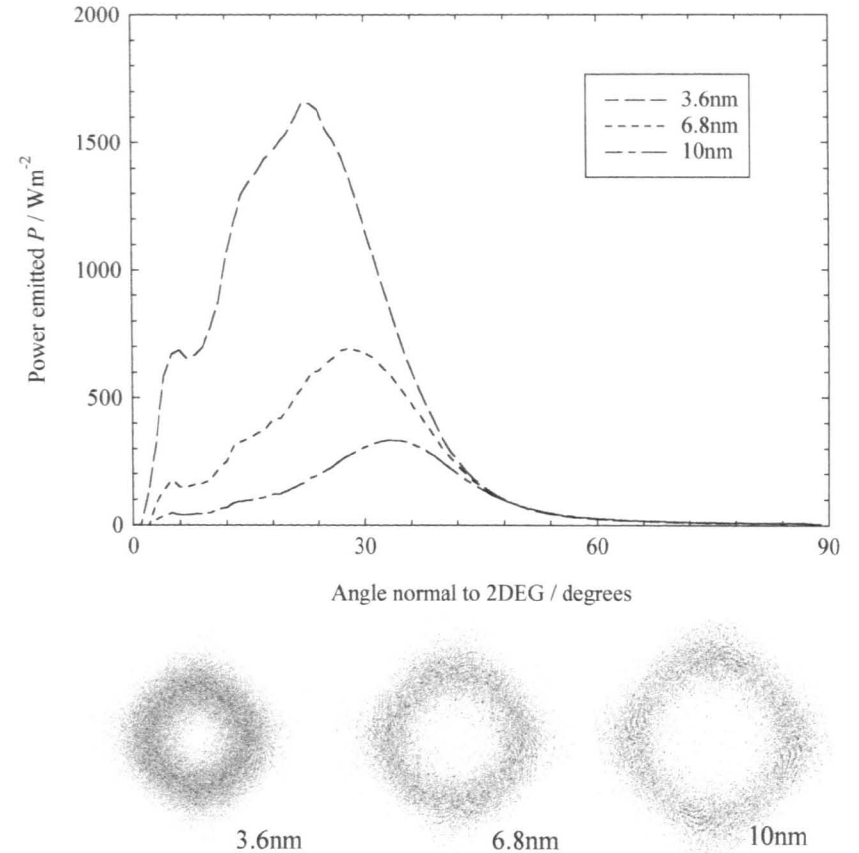 2000
1500
1000
500
0
Power emitted P / Wm-2
3.6nm
6.8nm
10nm
0 30 60 90
Angle normal to 2DEG / degrees
3.6nm 6.8nm 10nm